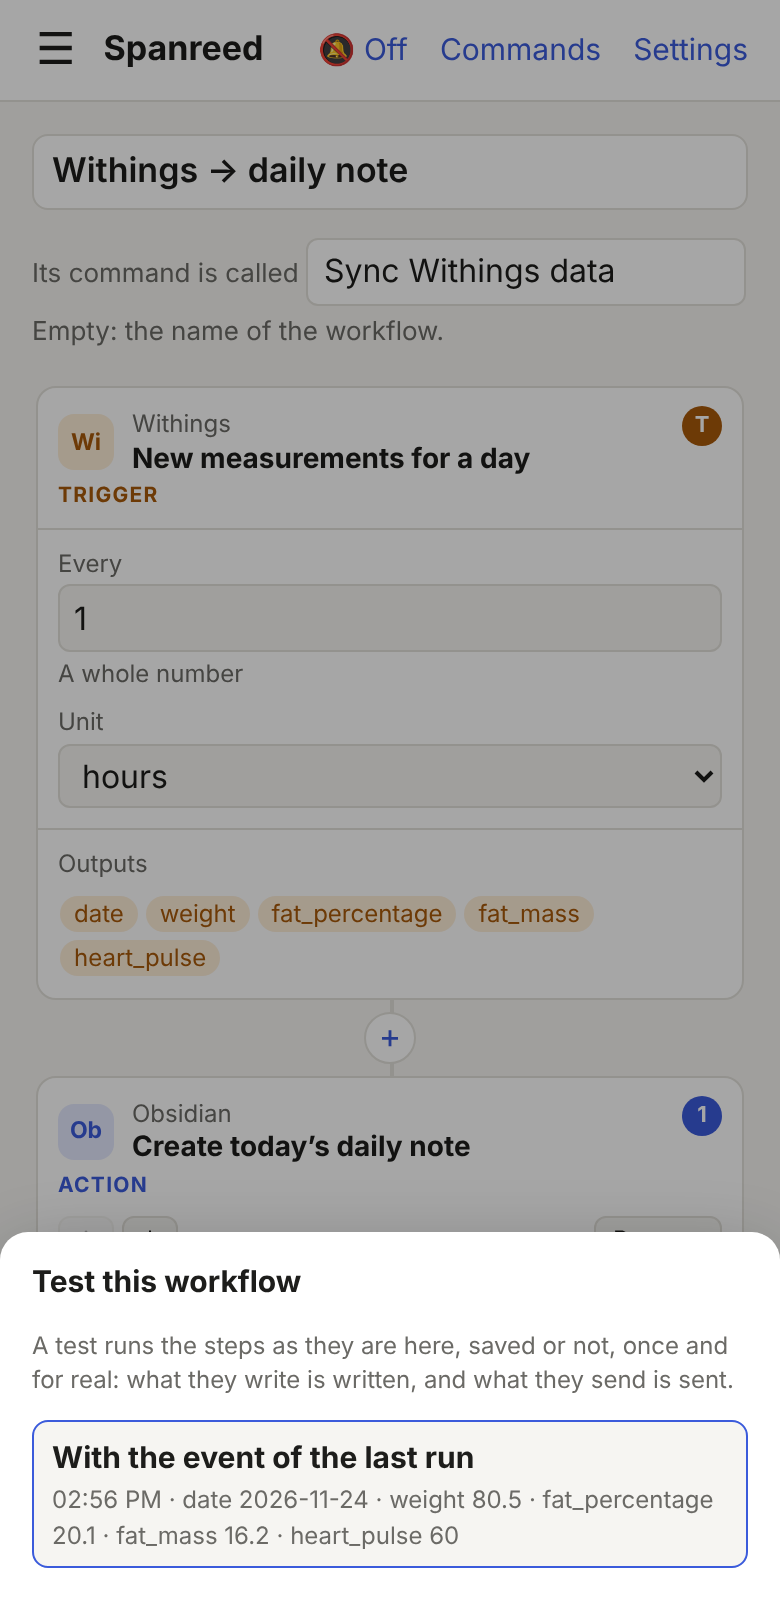 ☰ Spanreed 🔕 Off Commands Settings
Withings → daily note
Its command is called Sync Withings data
Empty: the name of the workflow.
Wi Withings T
New measurements for a day
TRIGGER
Every
1
A whole number
Unit
hours
Outputs
date weight fat_percentage fat_mass
heart_pulse
+
Ob Obsidian 1
Create today’s daily note
ACTION
Test this workflow
A test runs the steps as they are here, saved or not, once and
for real: what they write is written, and what they send is sent.
With the event of the last run
02:56 PM · date 2026-11-24 · weight 80.5 · fat_percentage
20.1 · fat_mass 16.2 · heart_pulse 60